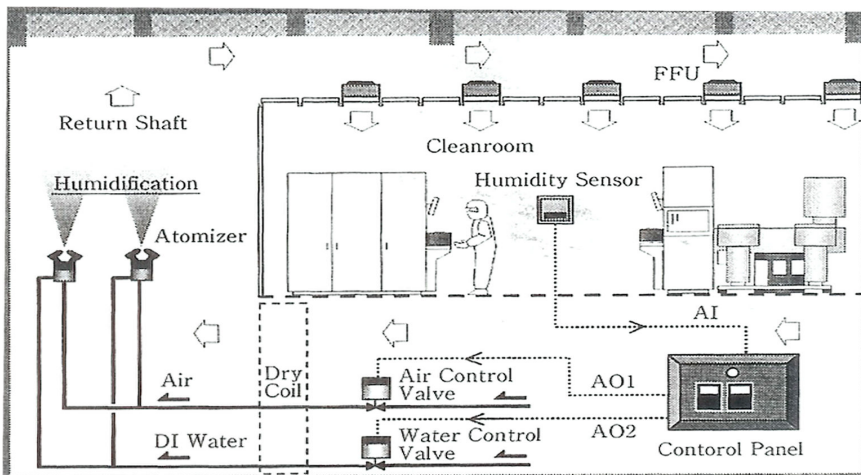 FFU
Return Shaft
Cleanroom
Humidification
Humidity Sensor
Atomizer
AI
Air
Dry
Coil
Air Control
Valve
AO1
DI Water
Water Control
Valve
AO2
Contorol Panel